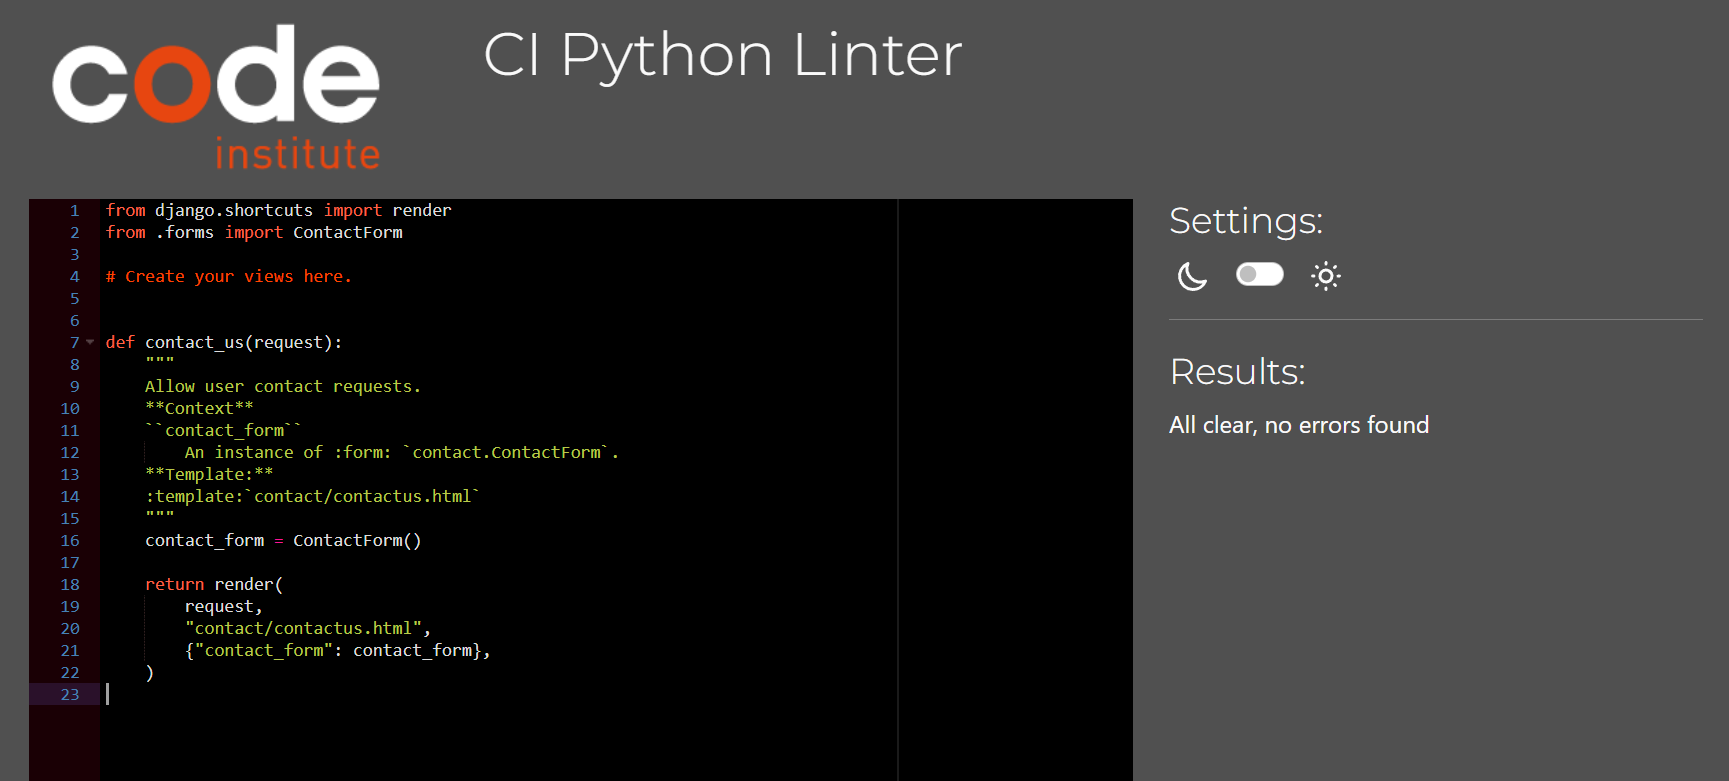 code
institute
CI Python Linter
1 from django.shortcuts import render
2 from .forms import ContactForm
3
4 # Create your views here.
5
6
7 def contact_us(request):
8     """
9     Allow user contact requests.
10     **Context**
11     ``contact_form``
12         An instance of :form: `contact.ContactForm`.
13     **Template:**
14     :template:`contact/contactus.html`
15     """
16     contact_form = ContactForm()
17
18     return render(
19         request,
20         "contact/contactus.html",
21         {"contact_form": contact_form},
22     )
23
Settings:
Results:
All clear, no errors found